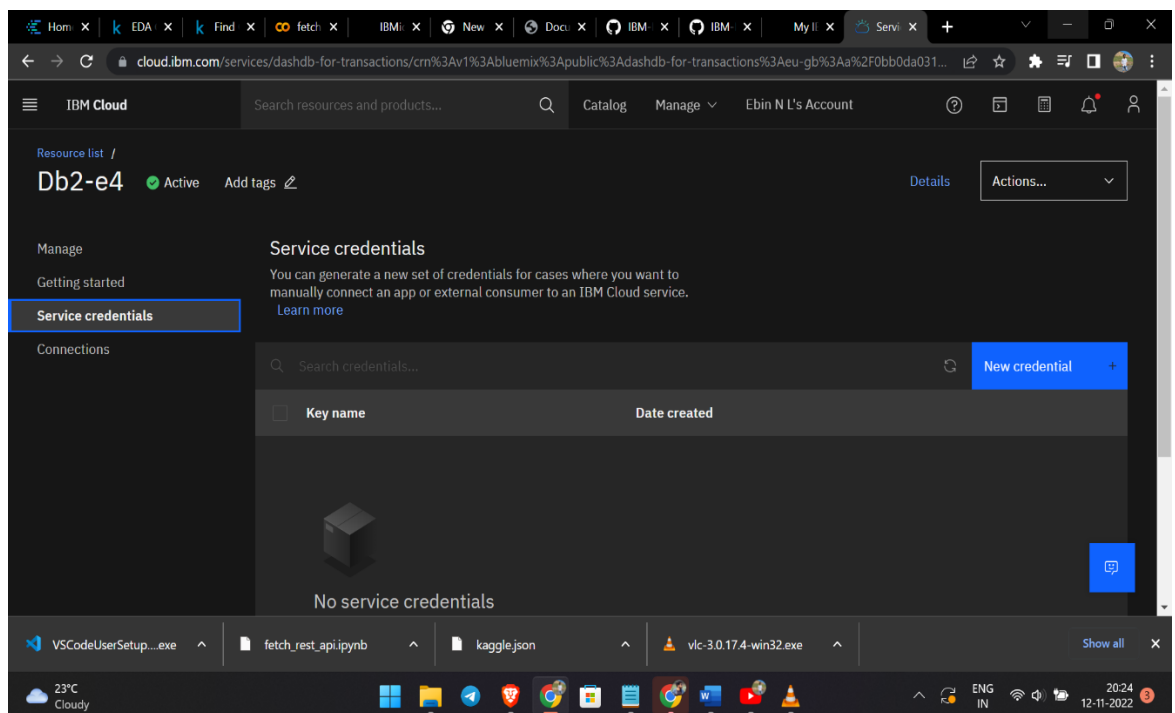 Hom
EDA
Find
fetch
IBMi
New
Docu
IBM-
IBM-
My I
Servi
cloud.ibm.com/services/dashdb-for-transactions/crn%3Av1%3Abluemix%3Apublic%3Adashdb-for-transactions%3Aeu-gb%3Aa%2F0bb0da031...
IBM Cloud
Search resources and products...
Catalog
Manage
Ebin N L's Account
Resource list /
Db2-e4
Active
Add tags
Details
Actions...
Manage
Getting started
Service credentials
Connections
Service credentials
You can generate a new set of credentials for cases where you want to
manually connect an app or external consumer to an IBM Cloud service.
Learn more
Search credentials...
New credential +
Key name
Date created
No service credentials
VSCodeUserSetup....exe
fetch_rest_api.ipynb
kaggle.json
vlc-3.0.17.4-win32.exe
Show all
23°C
Cloudy
ENG
IN
20:24
12-11-2022
3